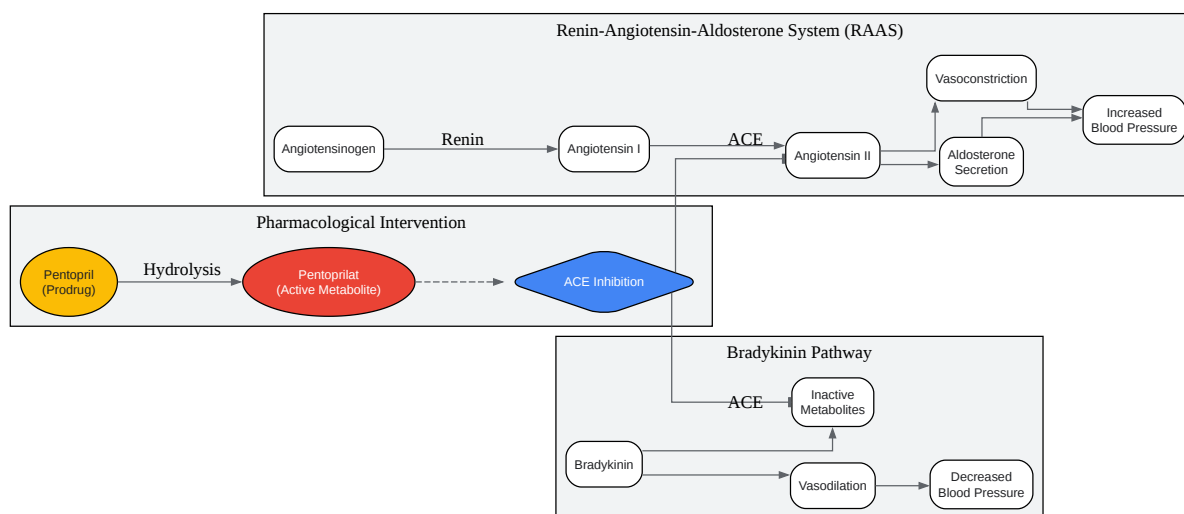 Renin-Angiotensin-Aldosterone System (RAAS)
Angiotensinogen
Renin
Angiotensin I
ACE
Angiotensin II
Vasoconstriction
Aldosterone
Secretion
Increased
Blood Pressure
Pharmacological Intervention
Pentopril
(Prodrug)
Hydrolysis
Pentoprilat
(Active Metabolite)
ACE Inhibition
Bradykinin Pathway
ACE
Inactive
Metabolites
Bradykinin
Vasodilation
Decreased
Blood Pressure